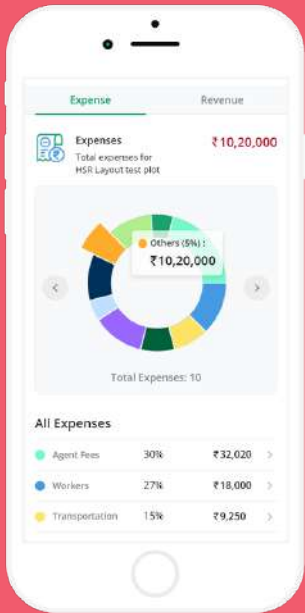 Expense Revenue
Expenses ₹10,20,000
Total expenses for
HSR Layout test plot
Others (5%) :
₹10,20,000
Total Expenses: 10
All Expenses
Agent Fees 30% ₹32,020
Workers 27% ₹18,000
Transportation 15% ₹9,250